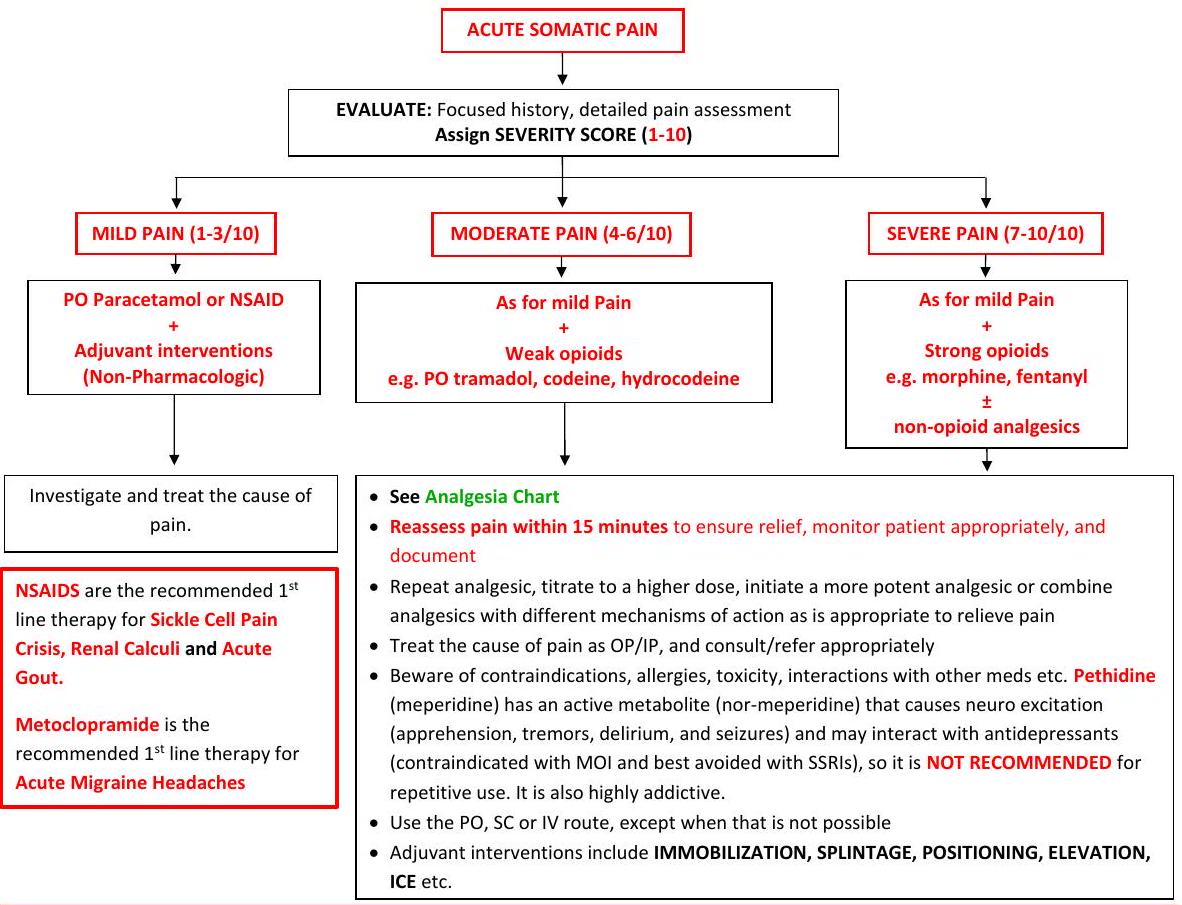 ACUTE SOMATIC PAIN
EVALUATE: Focused history, detailed pain assessment
Assign SEVERITY SCORE (1-10)
MILD PAIN (1-3/10)
PO Paracetamol or NSAID
+
Adjuvant interventions
(Non-Pharmacologic)
Investigate and treat the cause of
pain.
NSAIDS are the recommended 1st
line therapy for Sickle Cell Pain
Crisis, Renal Calculi and Acute
Gout.
Metoclopramide is the
recommended 1st line therapy for
Acute Migraine Headaches
MODERATE PAIN (4-6/10)
As for mild Pain
+
Weak opioids
e.g. PO tramadol, codeine, hydrocodeine
SEVERE PAIN (7-10/10)
As for mild Pain
+
Strong opioids
e.g. morphine, fentanyl
±
non-opioid analgesics
• See Analgesia Chart
• Reassess pain within 15 minutes to ensure relief, monitor patient appropriately, and
document
• Repeat analgesic, titrate to a higher dose, initiate a more potent analgesic or combine
analgesics with different mechanisms of action as is appropriate to relieve pain
• Treat the cause of pain as OP/IP, and consult/refer appropriately
• Beware of contraindications, allergies, toxicity, interactions with other meds etc. Pethidine
(meperidine) has an active metabolite (nor-meperidine) that causes neuro excitation
(apprehension, tremors, delirium, and seizures) and may interact with antidepressants
(contraindicated with MOI and best avoided with SSRIs), so it is NOT RECOMMENDED for
repetitive use. It is also highly addictive.
• Use the PO, SC or IV route, except when that is not possible
• Adjuvant interventions include IMMOBILIZATION, SPLINTAGE, POSITIONING, ELEVATION,
ICE etc.